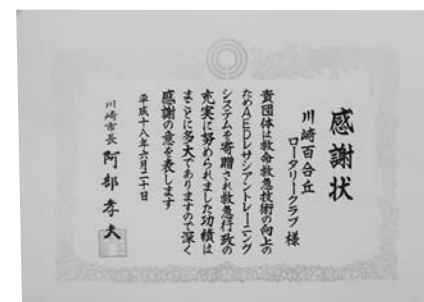 感謝状
川崎百合丘
ロータリークラブ様
貴団体は救命救急技術の向上の
ためAEDレサシアントレーニング
システムを寄贈され救急行政の
充実に努められました功績は
まことに多大でありますので深く
感謝の意を表します
平成十八年六月二十日
川崎市長 阿部孝夫